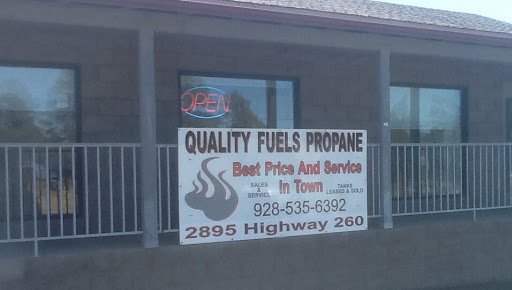 OPEN
QUALITY FUELS PROPANE
Best Price And Service
In Town
SALES
&
SERVICE
TANKS
LEASED & SOLD
928-535-6392
2895 Highway 260